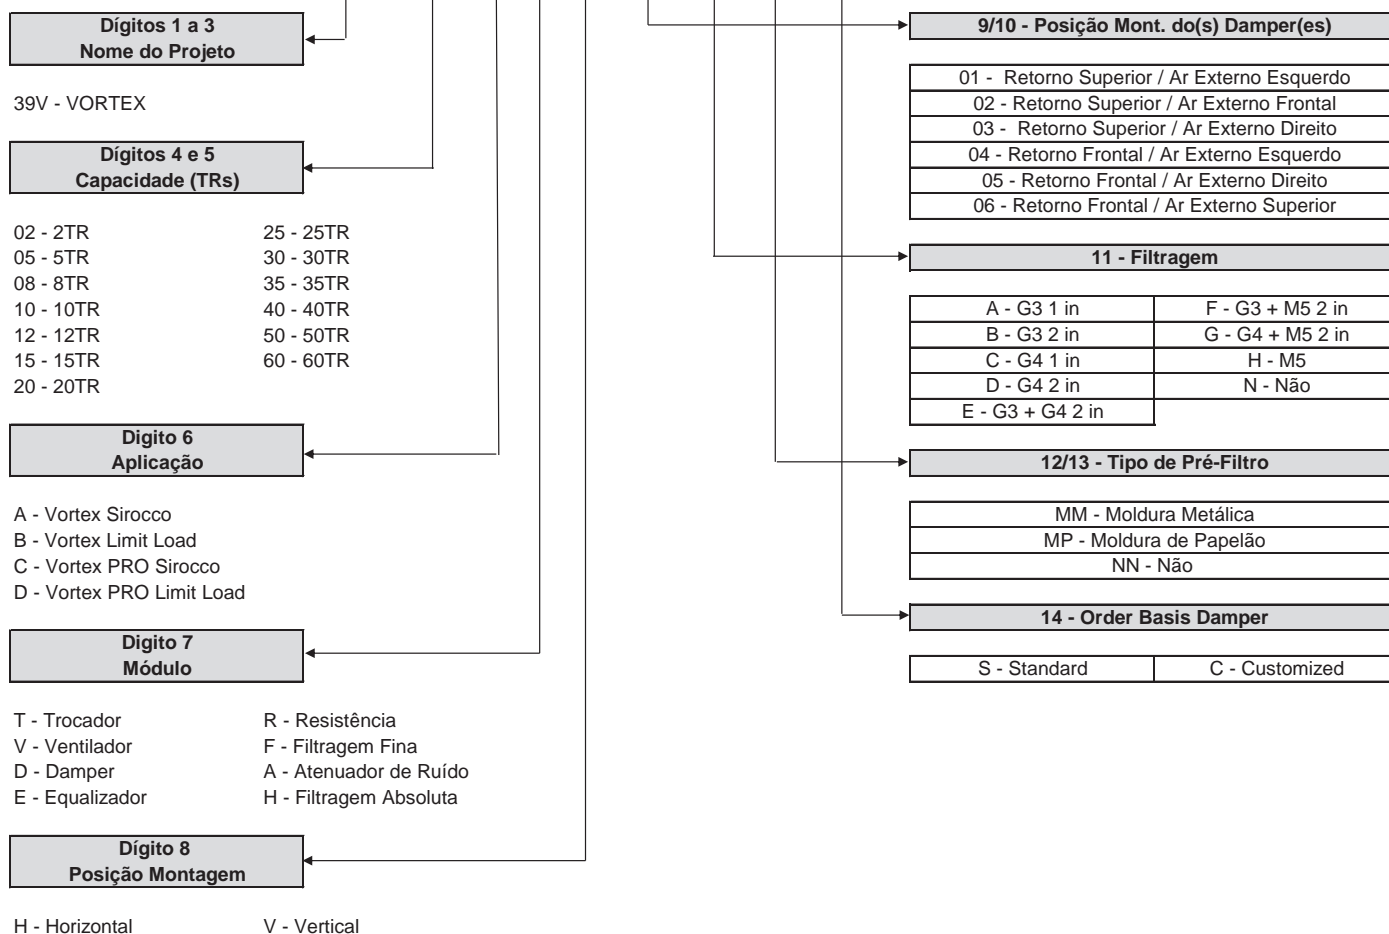 Dígitos 1 a 3
Nome do Projeto
39V - VORTEX
Dígitos 4 e 5
Capacidade (TRs)
02 - 2TR
25 - 25TR
05 - 5TR
30 - 30TR
08 - 8TR
35 - 35TR
10 - 10TR
40 - 40TR
12 - 12TR
50 - 50TR
15 - 15TR
60 - 60TR
20 - 20TR
Digito 6
Aplicação
A - Vortex Sirocco
B - Vortex Limit Load
C - Vortex PRO Sirocco
D - Vortex PRO Limit Load
Digito 7
Módulo
T - Trocador
R - Resistência
V - Ventilador
F - Filtragem Fina
D - Damper
A - Atenuador de Ruído
E - Equalizador
H - Filtragem Absoluta
Dígito 8
Posição Montagem
H - Horizontal
V - Vertical
9/10 - Posição Mont. do(s) Damper(es)
01 - Retorno Superior / Ar Externo Esquerdo
02 - Retorno Superior / Ar Externo Frontal
03 - Retorno Superior / Ar Externo Direito
04 - Retorno Frontal / Ar Externo Esquerdo
05 - Retorno Frontal / Ar Externo Direito
06 - Retorno Frontal / Ar Externo Superior
11 - Filtragem
A - G3 1 in
F - G3 + M5 2 in
B - G3 2 in
G - G4 + M5 2 in
C - G4 1 in
H - M5
D - G4 2 in
N - Não
E - G3 + G4 2 in
12/13 - Tipo de Pré-Filtro
MM - Moldura Metálica
MP - Moldura de Papelão
NN - Não
14 - Order Basis Damper
S - Standard
C - Customized